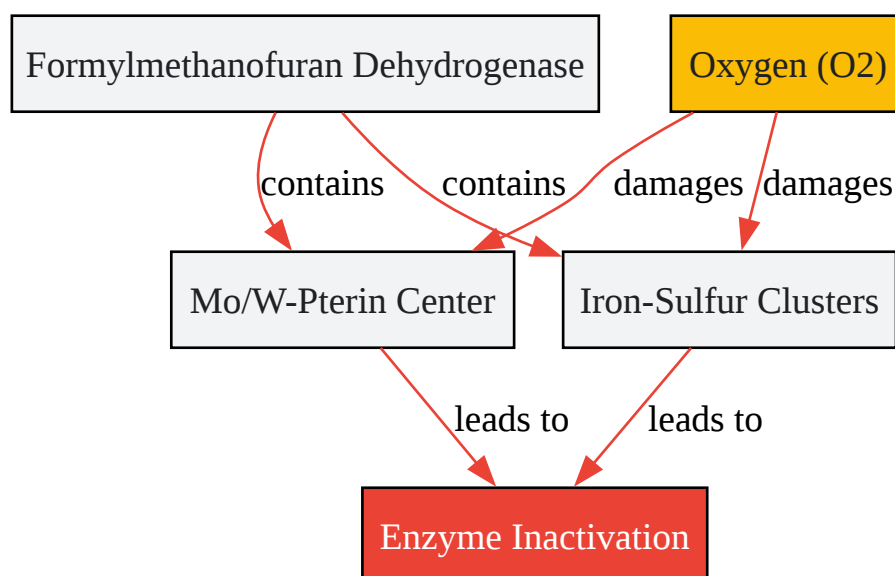 Formylmethanofuran Dehydrogenase
Oxygen (O2)
contains
contains
damages
damages
Mo/W-Pterin Center
Iron-Sulfur Clusters
leads to
leads to
Enzyme Inactivation